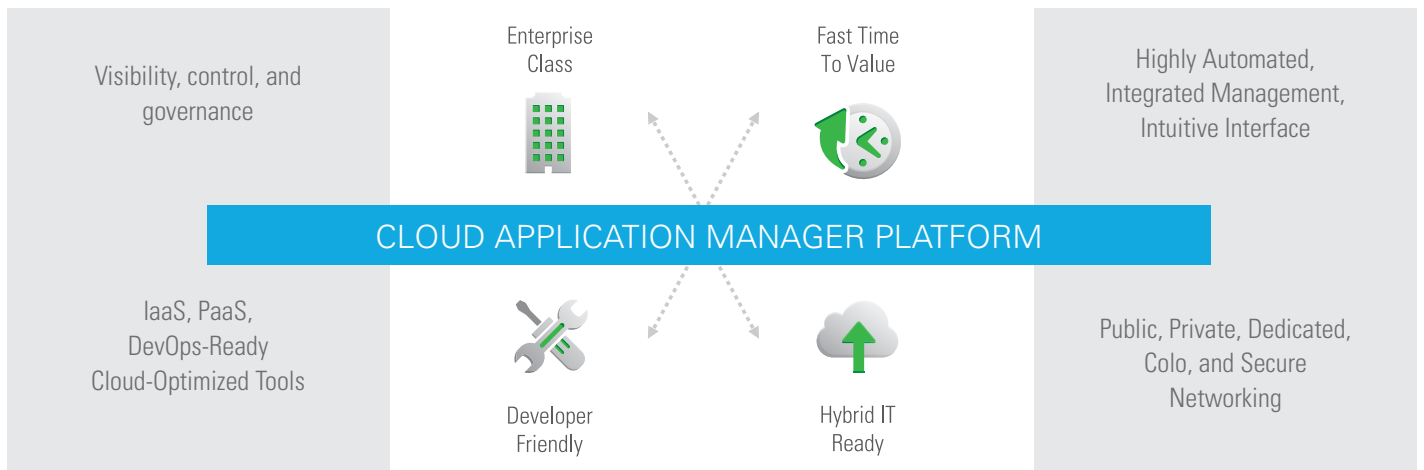 Visibility, control, and
governance
Enterprise
Class
Fast Time
To Value
Highly Automated,
Integrated Management,
Intuitive Interface
CLOUD APPLICATION MANAGER PLATFORM
IaaS, PaaS,
DevOps-Ready
Cloud-Optimized Tools
Developer
Friendly
Hybrid IT
Ready
Public, Private, Dedicated,
Colo, and Secure
Networking